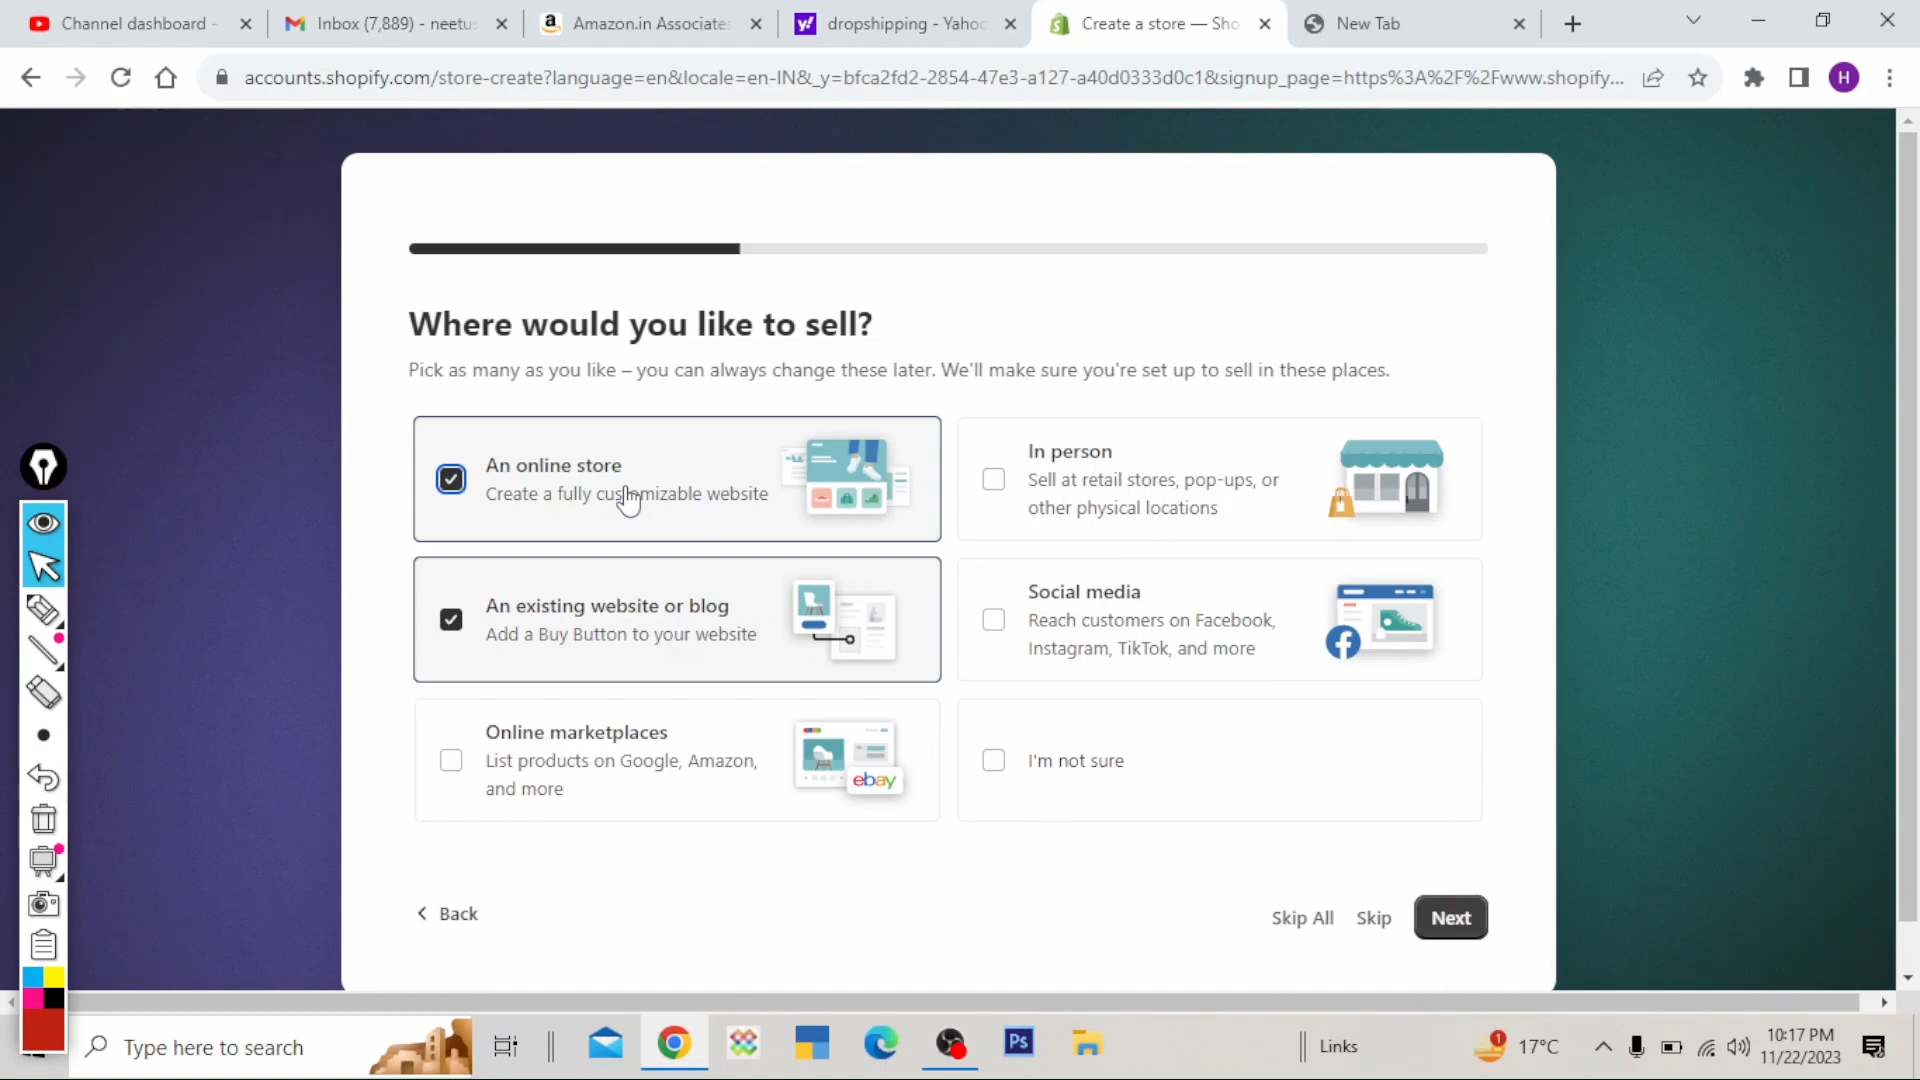 Channel dashboard -
Inbox (7,889) - neetus
Amazon.in Associates
dropshipping - Yahoo
Create a store — Sho
New Tab
accounts.shopify.com/store-create?language=en&locale=en-IN&_y=bfca2fd2-2854-47e3-a127-a40d0333d0c1&signup_page=https%3A%2F%2Fwww.shopify...
H
Where would you like to sell?
Pick as many as you like – you can always change these later. We'll make sure you're set up to sell in these places.
An online store
Create a fully customizable website
In person
Sell at retail stores, pop-ups, or
other physical locations
An existing website or blog
Add a Buy Button to your website
Social media
Reach customers on Facebook,
Instagram, TikTok, and more
Online marketplaces
List products on Google, Amazon,
and more
ebay
I'm not sure
Back
Skip All
Skip
Next
Type here to search
Ps
Links
1
17°C
10:17 PM
11/22/2023